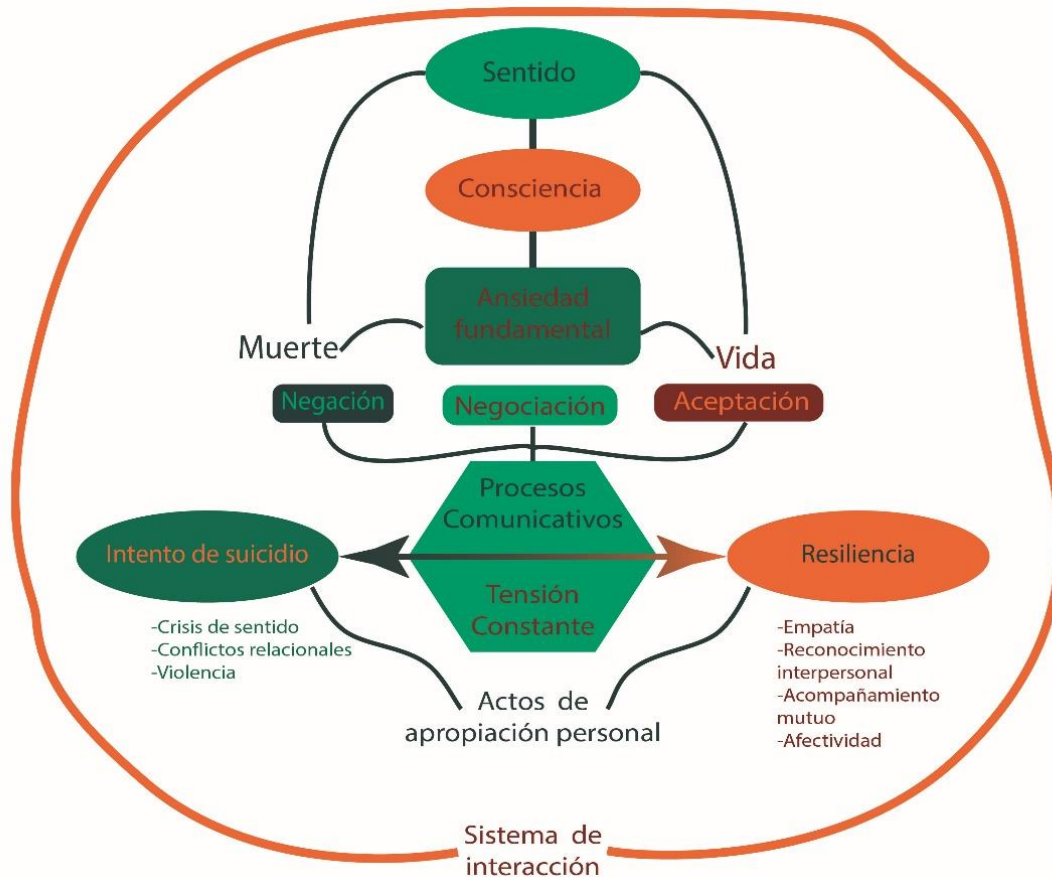 Sentido
Consciencia
Ansiedad
fundamental
Muerte
Vida
Negación
Negociación
Aceptación
Procesos
Comunicativos
Intento de suicidio
Resiliencia
Tensión
Constante
-Crisis de sentido
-Conflictos relacionales
-Violencia
-Empatía
-Reconocimiento
interpersonal
-Acompañamiento
mutuo
-Afectividad
Actos de
apropiación personal
Sistema de
interacción